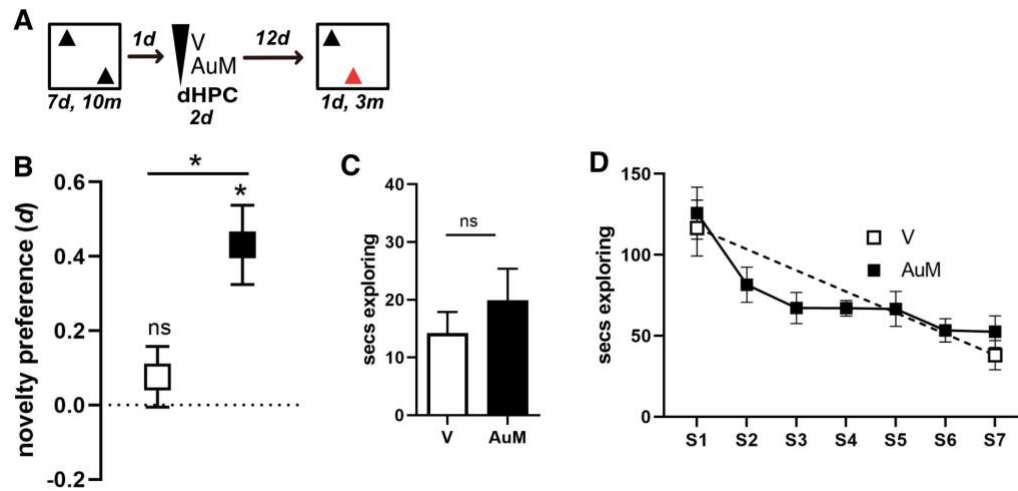 A
1d
12d
V
AuM
dHPC
2d
7d, 10m
1d, 3m
B
novelty preference (d)
0.6
0.4
0.2
0.0
-0.2
*
*
ns
C
secs exploring
40
30
20
10
0
ns
V
AuM
D
secs exploring
150
100
50
0
V
AuM
S1 S2 S3 S4 S5 S6 S7